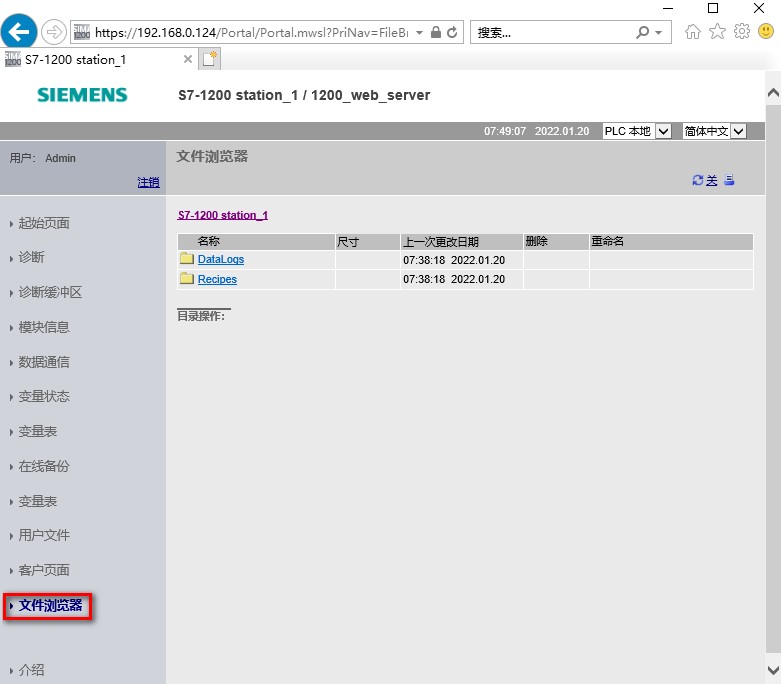 https://192.168.0.124/Portal/Portal.mwsl?PriNav=FileBr
搜索...
S7-1200 station_1
SIEMENS
S7-1200 station_1 / 1200_web_server
07:49:07 2022.01.20 PLC 本地 简体中文
用户: Admin
注销
文件浏览器
关
起始页面
诊断
诊断缓冲区
模块信息
数据通信
变量状态
变量表
在线备份
变量表
用户文件
客户页面
文件浏览器
介绍
S7-1200 station_1
名称 尺寸 上一次更改日期 删除 重命名
DataLogs 07:38:18 2022.01.20
Recipes 07:38:18 2022.01.20
目录操作: